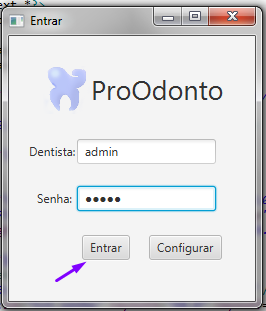 Entrar
ProOdonto
Dentista: admin
Senha: •••••
Entrar Configurar